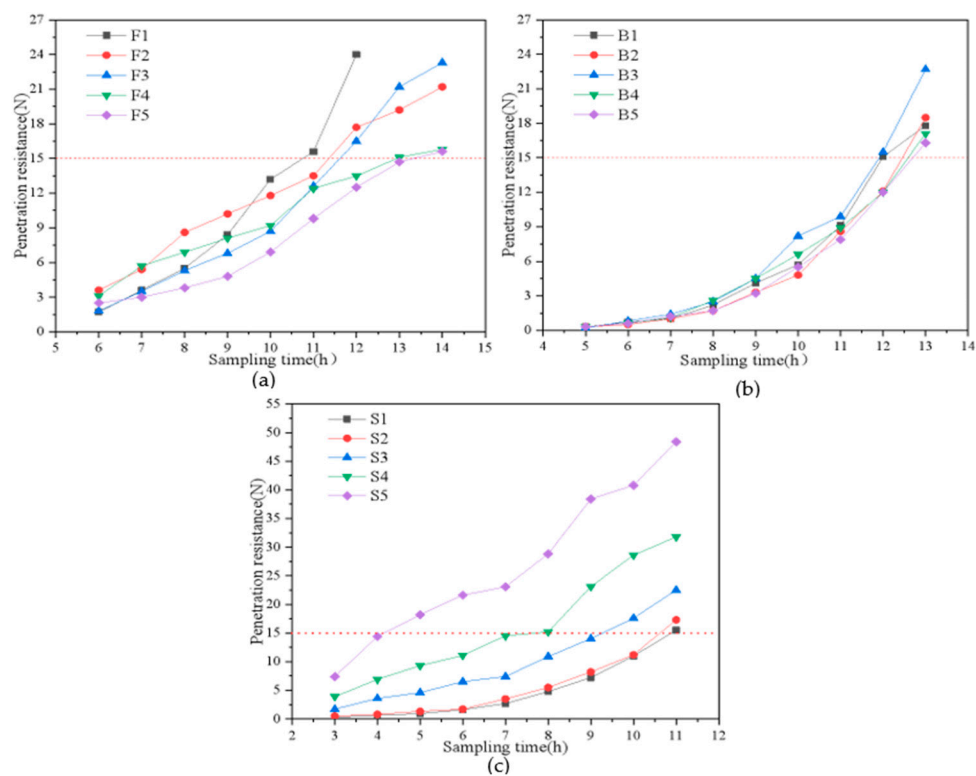 27
24
21
18
15
12
9
6
3
0
Penetration resistance(N)
F1
F2
F3
F4
F5
5 6 7 8 9 10 11 12 13 14 15
Sampling time(h)
(a)
27
24
21
18
15
12
9
6
3
0
Penetration resistance(N)
B1
B2
B3
B4
B5
4 5 6 7 8 9 10 11 12 13 14
Sampling time(h)
(b)
55
50
45
40
35
30
25
20
15
10
5
0
Penetration resistance(N)
S1
S2
S3
S4
S5
2 3 4 5 6 7 8 9 10 11 12
Sampling time(h)
(c)